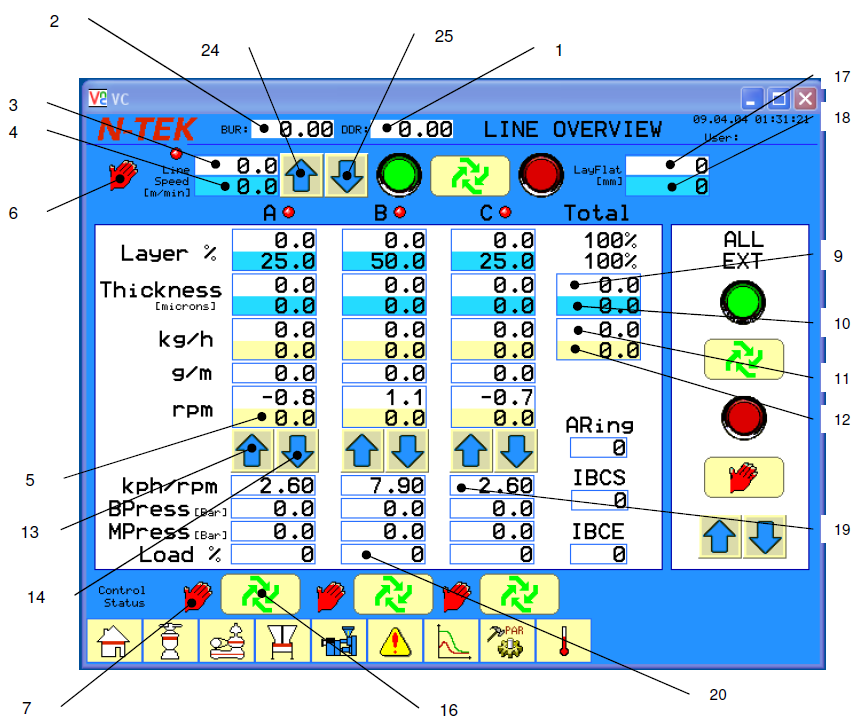 2
24
25
1
17
3
18
4
VC
N-TEK BUR: 0.00 DDR: 0.00 LINE OVERVIEW 09.04.04 01:31:21
User:
Line Speed [m/min] 0.0 0.0 LayFlat [mm] 0 0
6
A B C Total
Layer % 0.0 0.0 0.0 100% ALL
25.0 50.0 25.0 100% EXT
9
Thickness 0.0 0.0 0.0 0.0
[microns] 0.0 0.0 0.0 0.0
10
kg/h 0.0 0.0 0.0 0.0
0.0 0.0 0.0 0.0
11
g/m 0.0 0.0 0.0
rpm -0.8 1.1 -0.7
0.0 0.0 0.0
12
ARing
0
5
kph/rpm 2.60 7.90 2.60 IBCS
0
BPress [Bar] 0.0 0.0 0.0
13
19
MPress [Bar] 0.0 0.0 0.0 IBCE
Load % 0 0 0 0
14
Control
Status
PAR
7
16
20